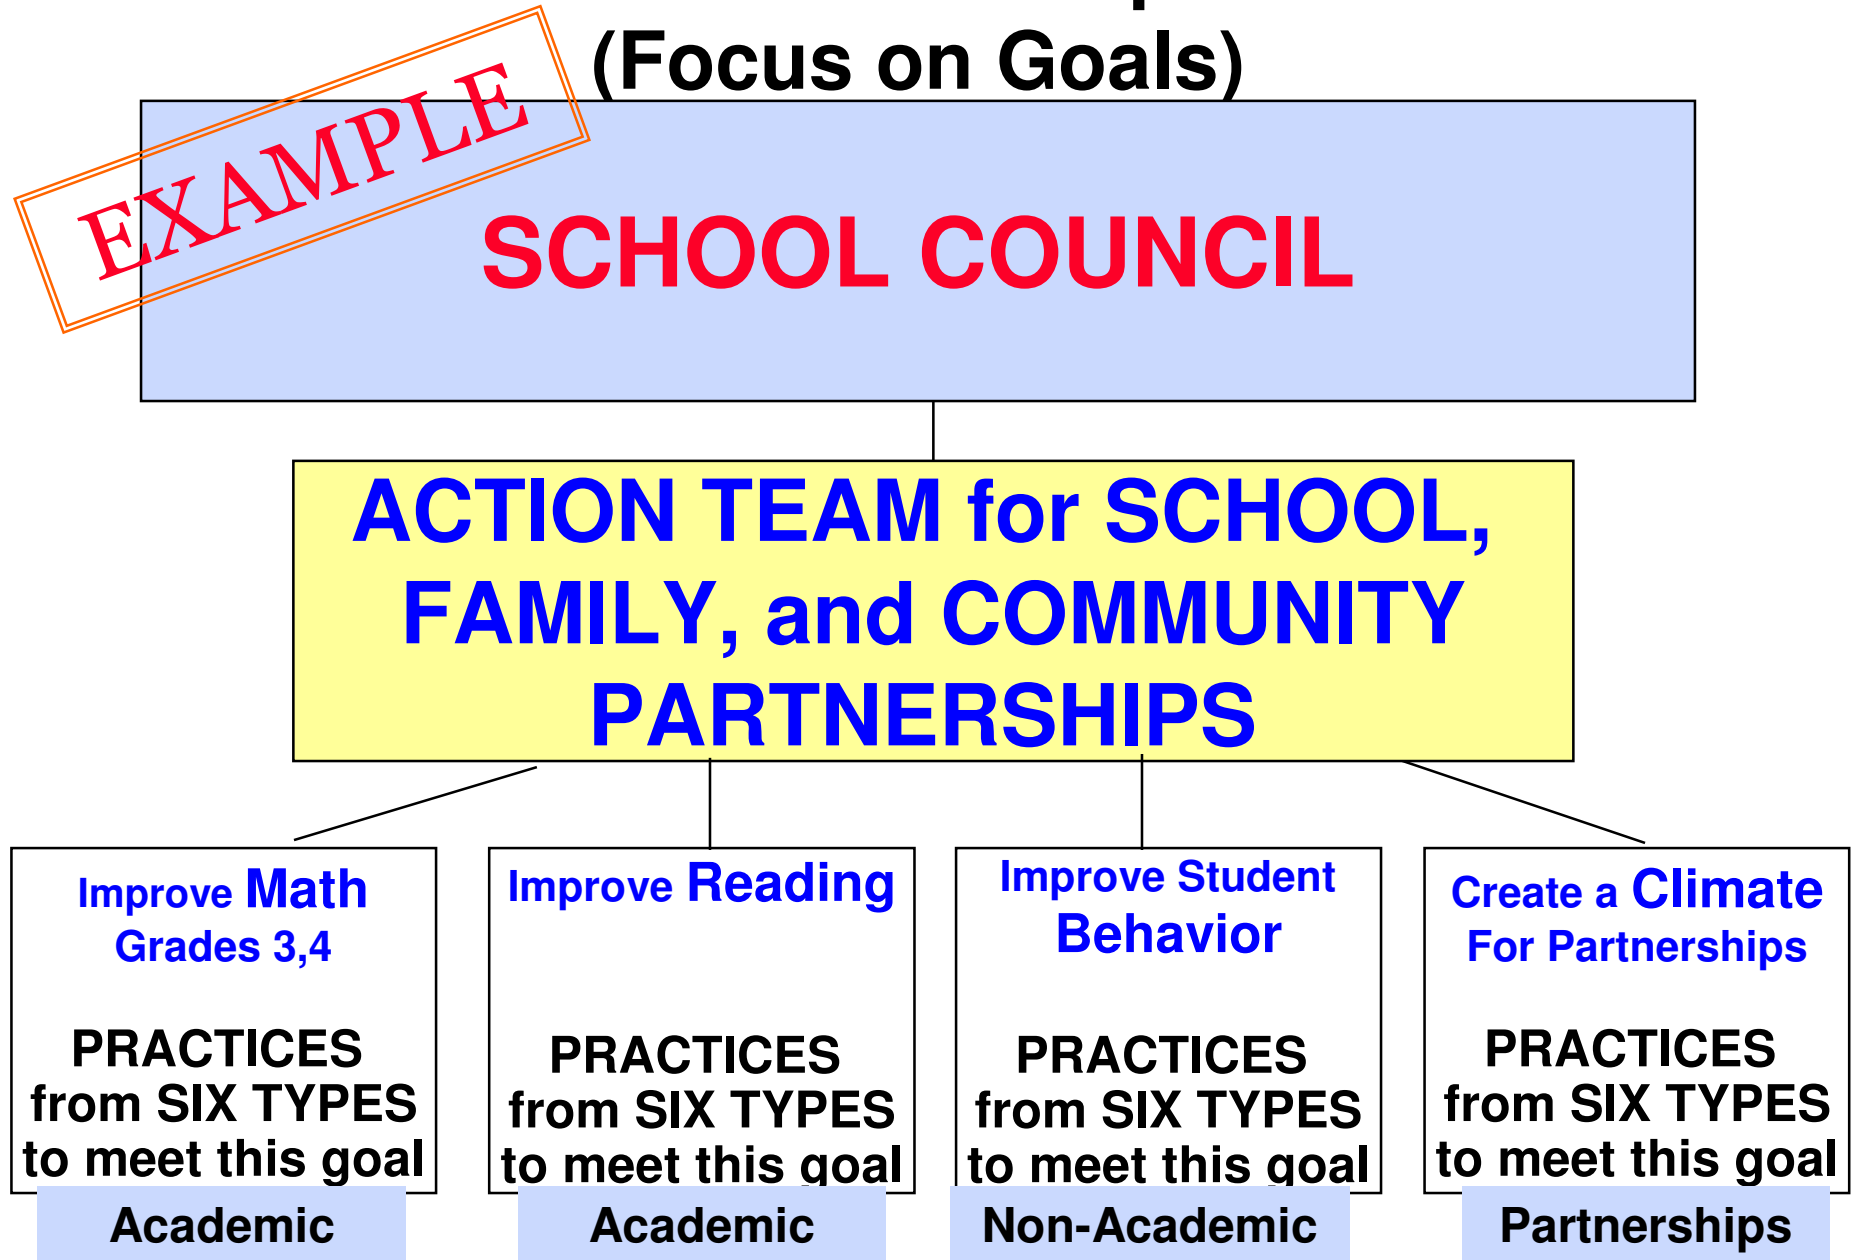 (Focus on Goals)
EXAMPLE
SCHOOL COUNCIL
ACTION TEAM for SCHOOL,
FAMILY, and COMMUNITY
PARTNERSHIPS
Improve Math
Grades 3,4
PRACTICES
from SIX TYPES
to meet this goal
Academic
Improve Reading
PRACTICES
from SIX TYPES
to meet this goal
Academic
Improve Student
Behavior
PRACTICES
from SIX TYPES
to meet this goal
Non-Academic
Create a Climate
For Partnerships
PRACTICES
from SIX TYPES
to meet this goal
Partnerships